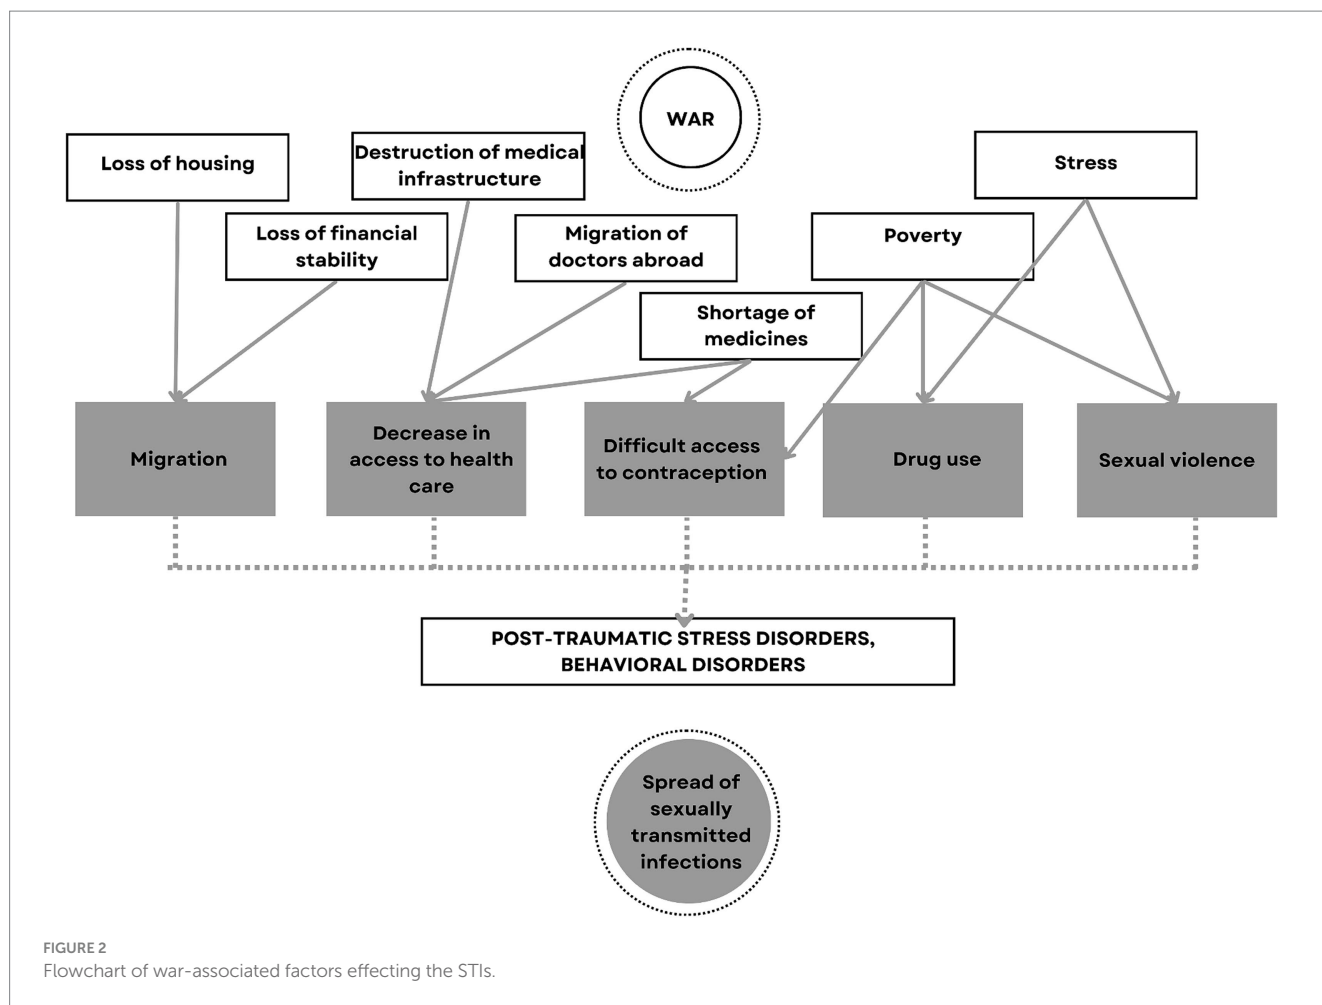 WAR
Loss of housing
Destruction of medical
infrastructure
Stress
Loss of financial
stability
Migration of
doctors abroad
Poverty
Shortage of
medicines
Migration
Decrease in
access to health
care
Difficult access
to contraception
Drug use
Sexual violence
POST-TRAUMATIC STRESS DISORDERS,
BEHAVIORAL DISORDERS
Spread of
sexually
transmitted
infections
FIGURE 2
Flowchart of war-associated factors effecting the STIs.